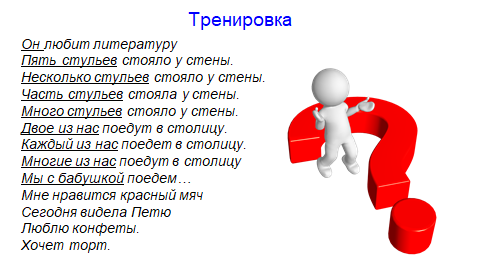 Тренировка
Он любит литературу
Пять стульев стояло у стены.
Несколько стульев стояло у стены.
Часть стульев стояла у стены.
Много стульев стояло у стены.
Двое из нас поедут в столицу.
Каждый из нас поедет в столицу.
Многие из нас поедут в столицу
Мы с бабушкой поедем…
Мне нравится красный мяч
Сегодня видела Петю
Люблю конфеты.
Хочет торт.